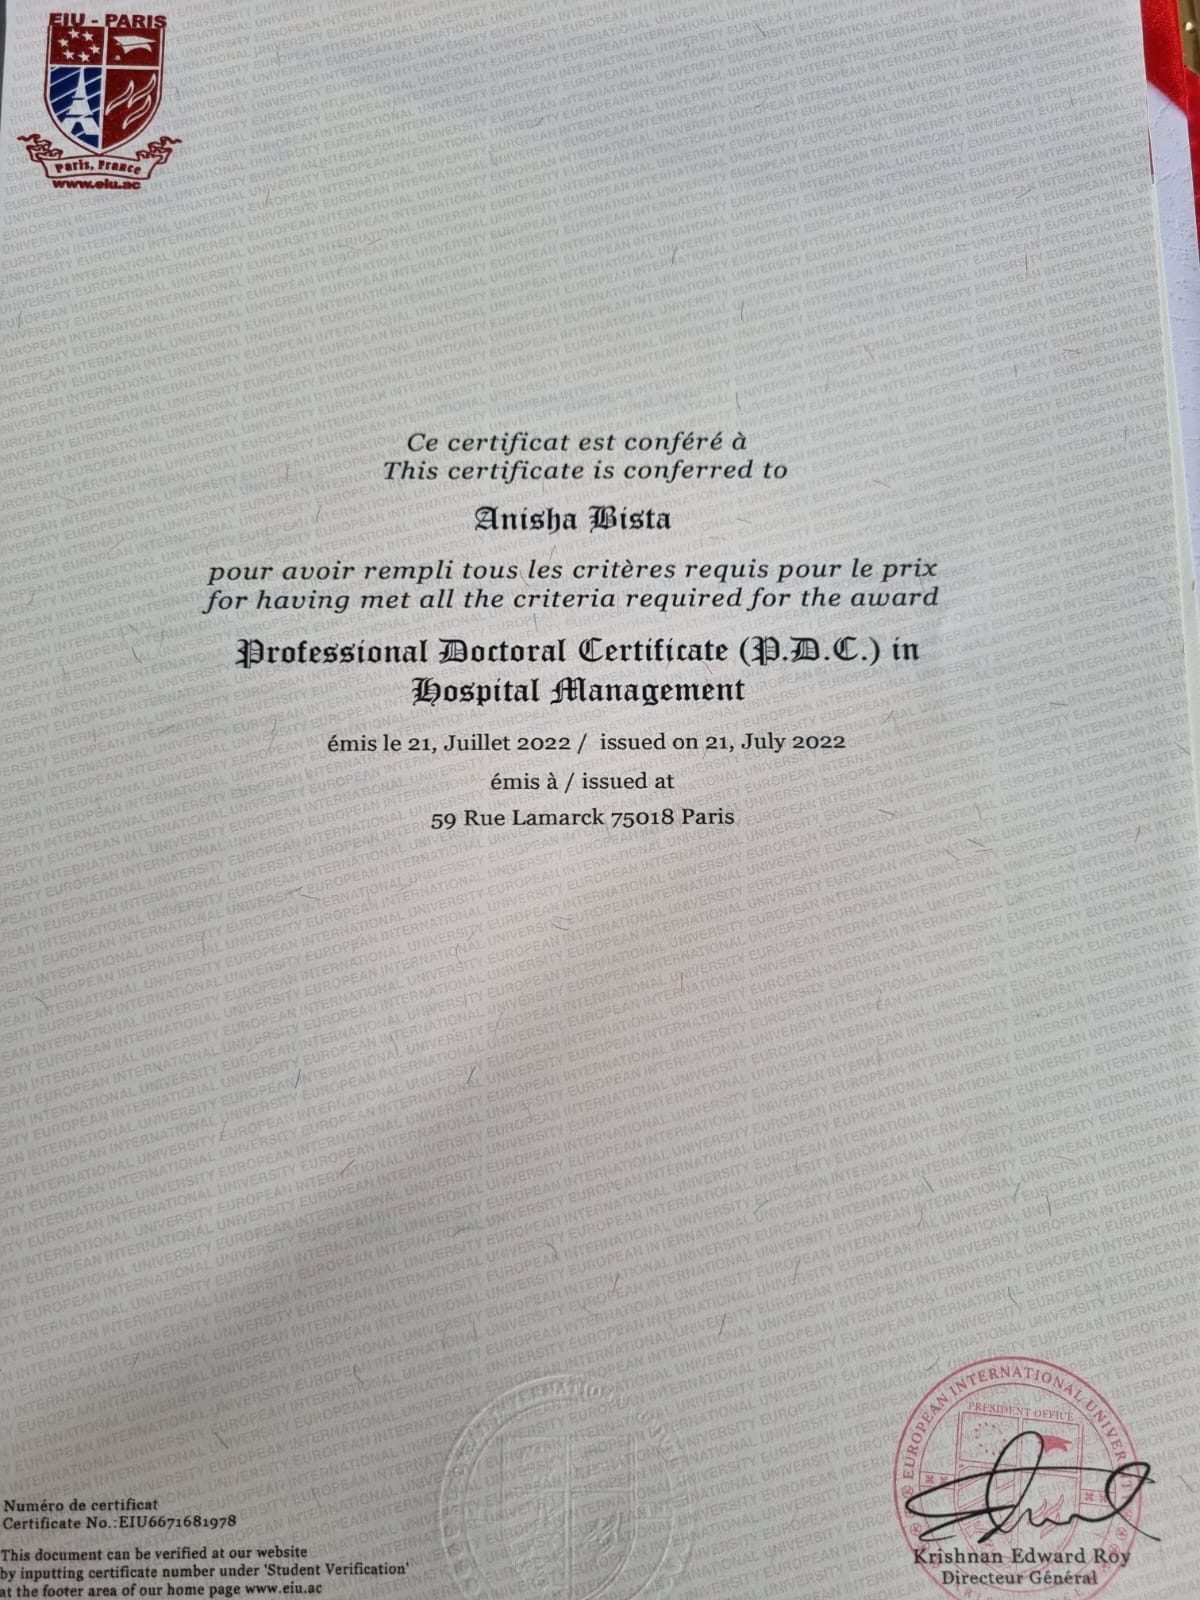 EIU - PARIS
Paris, France
www.eiu.ac
Ce certificat est conféré à
This certificate is conferred to
Anisha Bista
pour avoir rempli tous les critères requis pour le prix
for having met all the criteria required for the award
Professional Doctoral Certificate (P.D.C.) in
Hospital Management
émis le 21, Juillet 2022 / issued on 21, July 2022
émis à / issued at
59 Rue Lamarck 75018 Paris
EUROPEAN INTERNATIONAL UNIVERSIT
PRESIDENT OFFICE
Krishnan Edward Roy
Directeur Général
Numéro de certificat
Certificate No.:EIU6671681978
This document can be verified at our website
by inputting certificate number under 'Student Verification'
at the footer area of our home page www.eiu.ac